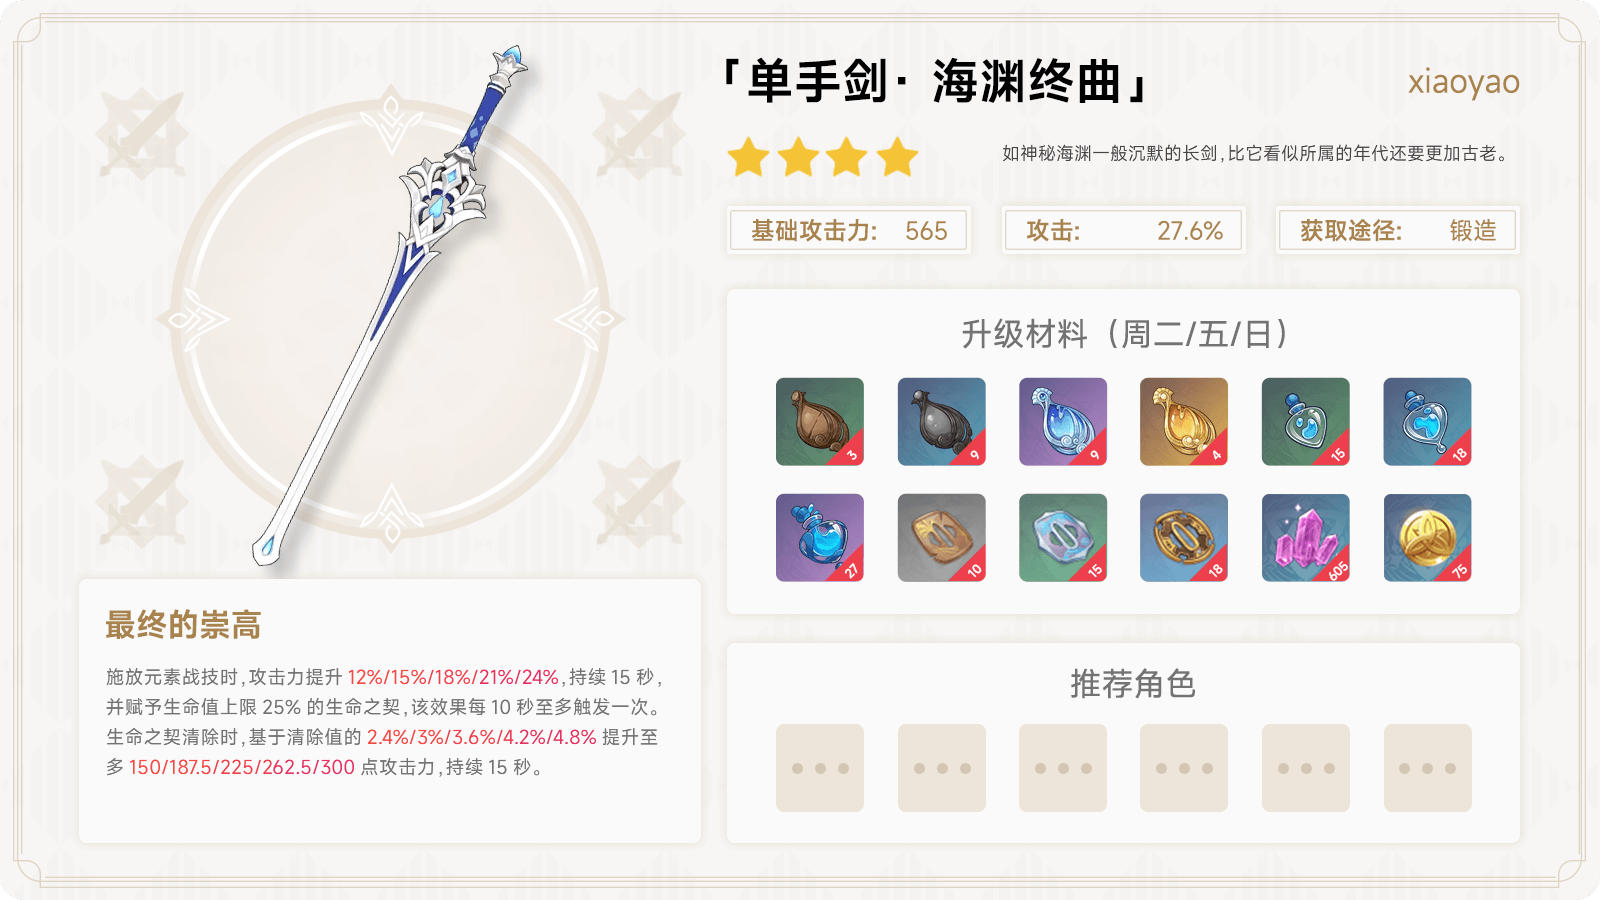 「单手剑· 海渊终曲」
xiaoyao
如神秘海渊一般沉默的长剑,比它看似所属的年代还要更加古老。
基础攻击力: 565
攻击: 27.6%
获取途径: 锻造
升级材料（周二/五/日）
3
9
9
4
15
18
27
10
15
18
605
75
最终的崇高
施放元素战技时,攻击力提升 12%/15%/18%/21%/24%,持续 15 秒,
并赋予生命值上限 25% 的生命之契,该效果每 10 秒至多触发一次。
生命之契清除时,基于清除值的 2.4%/3%/3.6%/4.2%/4.8% 提升至
多 150/187.5/225/262.5/300 点攻击力,持续 15 秒。
推荐角色